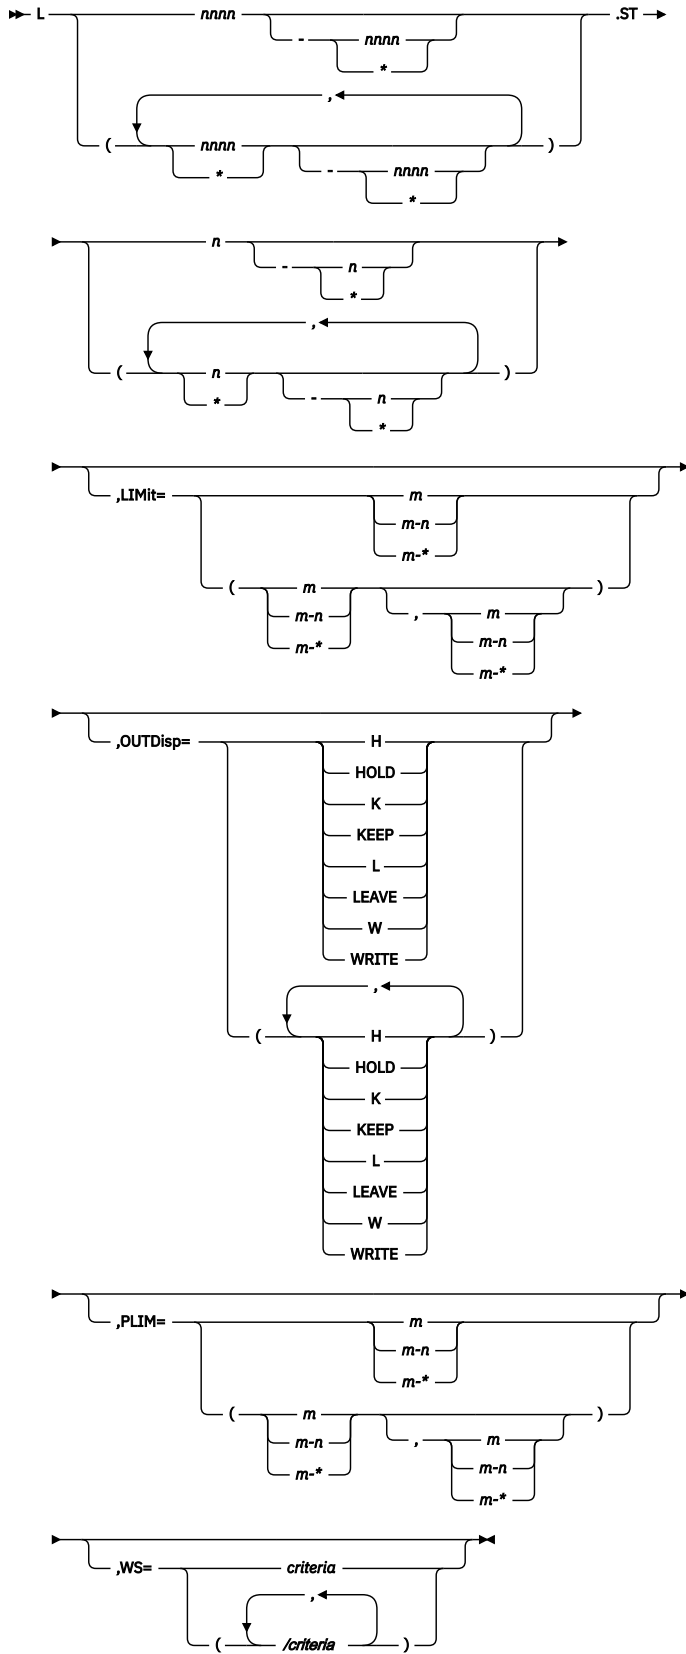 L nnnn .ST
- nnnn
*
,
( nnnn )
* - nnnn
*
n
- n
*
,
( n )
* - n
*
,LIMit= m
m-n
m-*
( m )
m-n , m
m-* m-n
m-*
,OUTDisp= H
HOLD
K
KEEP
L
LEAVE
W
WRITE
,
( H )
HOLD
K
KEEP
L
LEAVE
W
WRITE
,PLIM= m
m-n
m-*
( m )
m-n , m
m-* m-n
m-*
,WS= criteria
,
( /criteria )